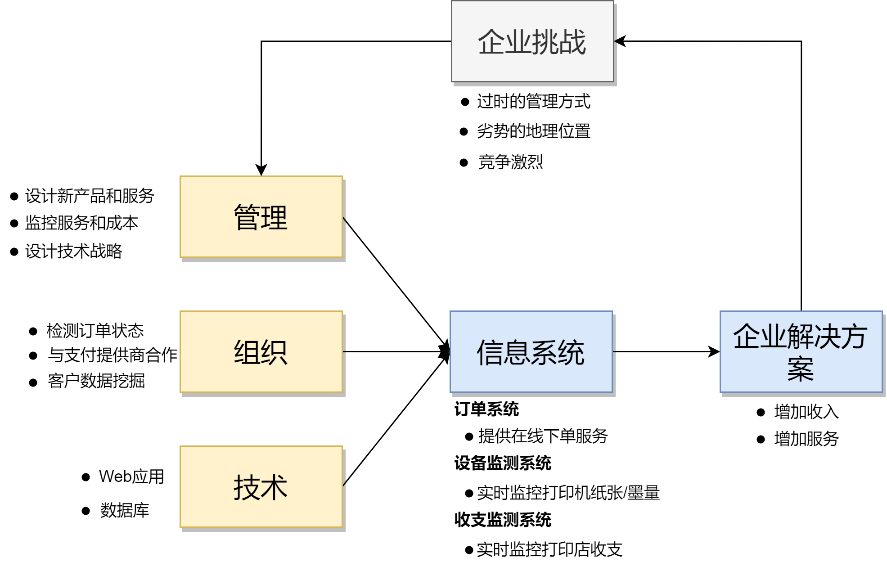 企业挑战
● 过时的管理方式
● 劣势的地理位置
● 竞争激烈
管理
● 设计新产品和服务
● 监控服务和成本
● 设计技术战略
组织
● 检测订单状态
● 与支付提供商合作
● 客户数据挖掘
技术
● Web应用
● 数据库
信息系统
订单系统
● 提供在线下单服务
设备监测系统
● 实时监控打印机纸张/墨量
收支监测系统
● 实时监控打印店收支
企业解决方
案
● 增加收入
● 增加服务